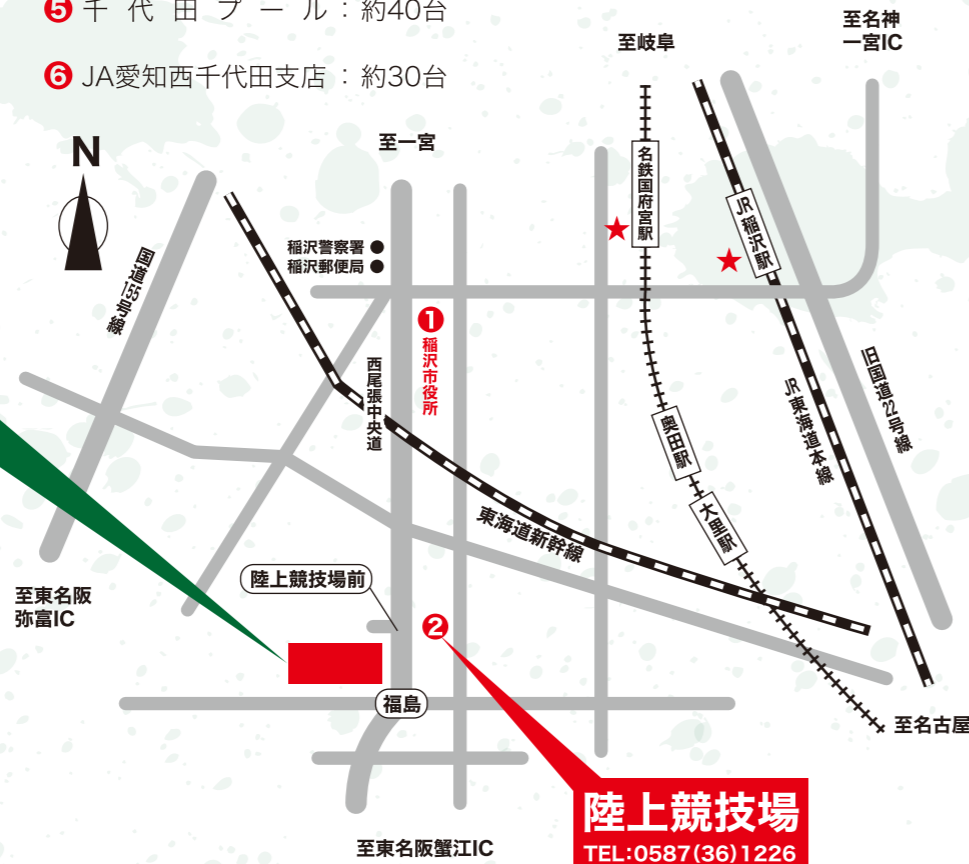 ❺千代田プール：約40台
❻JA愛知西千代田支店：約30台
至名神
一宮IC
至岐阜
至一宮
N
名鉄国府宮駅
★
JR稲沢駅
★
稲沢警察署●
稲沢郵便局●
国道155号線
❶
稲沢市役所
西尾張中央道
旧国道22号線
JR東海道本線
奥田駅
大里駅
東海道新幹線
陸上競技場前
至東名阪
弥富IC
❷
福島
至名古屋
陸上競技場
TEL:0587(36)1226
至東名阪蟹江IC